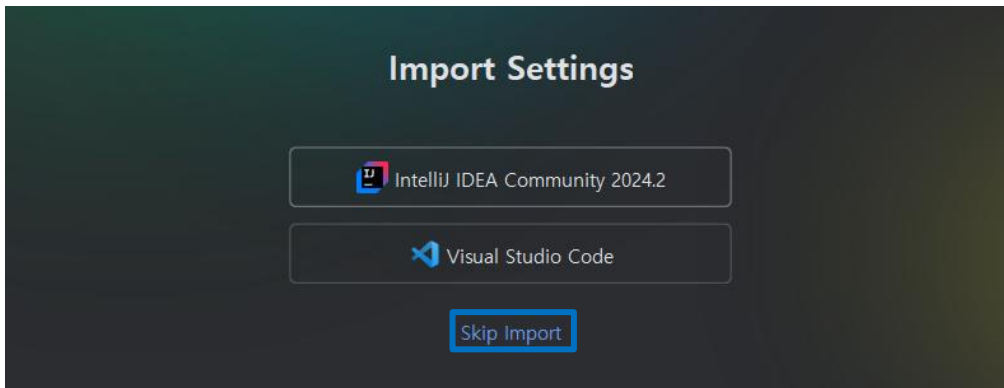 Import Settings
IntelliJ IDEA Community 2024.2
Visual Studio Code
Skip Import